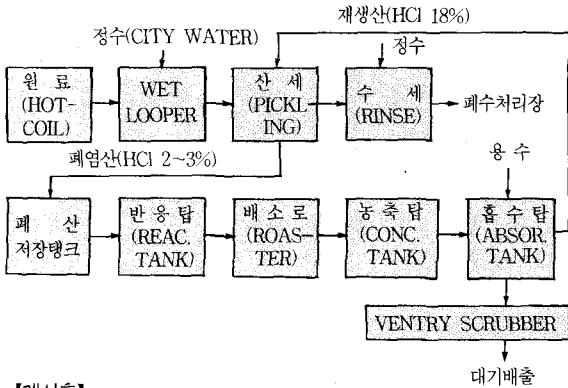 재생산(HCl 18%)
정수(CITY WATER)
정수
원 료
(HOT-
COIL)
WET
LOOPER
산 세
(PICKL
ING)
수 세
(RINSE)
폐수처리장
폐염산(HCl 2~3%)
용 수
폐 산
저장탱크
반 응 탑
(REAC.
TANK)
배 소 로
(ROAS-
TER)
농 축 탑
(CONC.
TANK)
흡 수 탑
(ABSOR.
TANK)
VENTRY SCRUBBER
대기배출